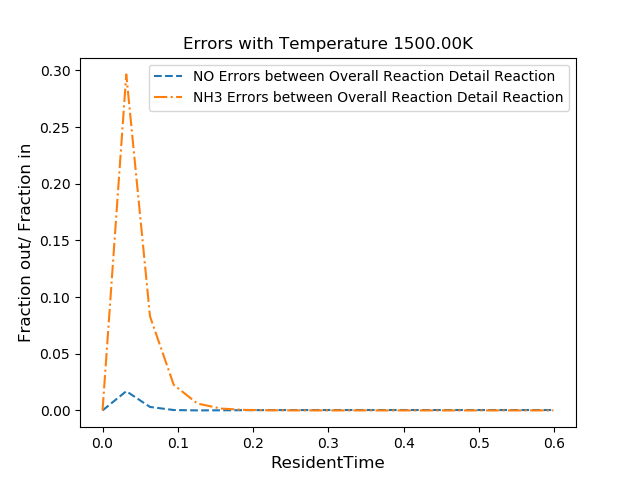 Errors with Temperature 1500.00K
NO Errors between Overall Reaction Detail Reaction
NH3 Errors between Overall Reaction Detail Reaction
Fraction out/ Fraction in
0.30
0.25
0.20
0.15
0.10
0.05
0.00
0.0 0.1 0.2 0.3 0.4 0.5 0.6
ResidentTime